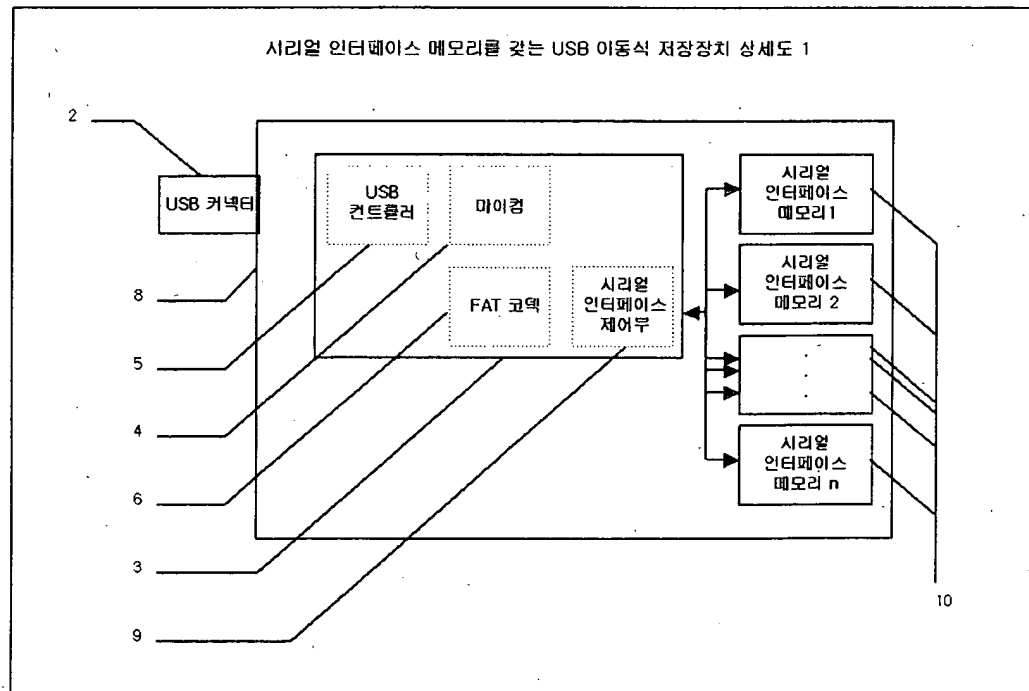 시리얼 인터페이스 메모리를 갖는 USB 이동식 저장장치 상세도 1
2
USB 커넥터
USB
컨트롤러
마이컴
FAT 코덱
시리얼
인터페이스
제어부
시리얼
인터페이스
메모리 1
시리얼
인터페이스
메모리 2
시리얼
인터페이스
메모리 n
8
5
4
6
3
9
10